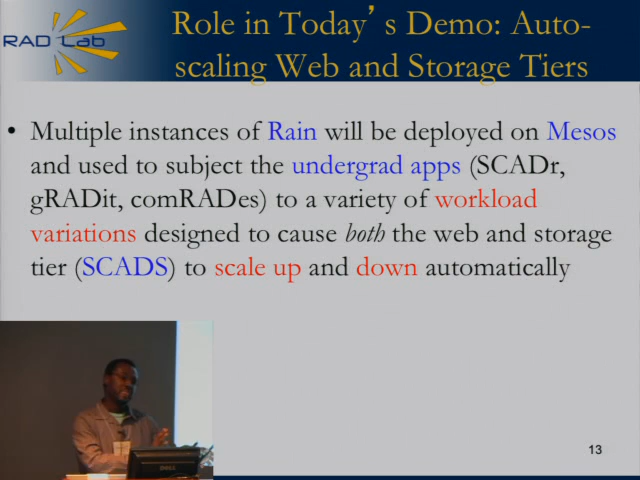 RAD Lab
Role in Today's Demo: Auto-
scaling Web and Storage Tiers
• Multiple instances of Rain will be deployed on Mesos
and used to subject the undergrad apps (SCADr,
gRADit, comRADes) to a variety of workload
variations designed to cause both the web and storage
tier (SCADS) to scale up and down automatically
DELL
13